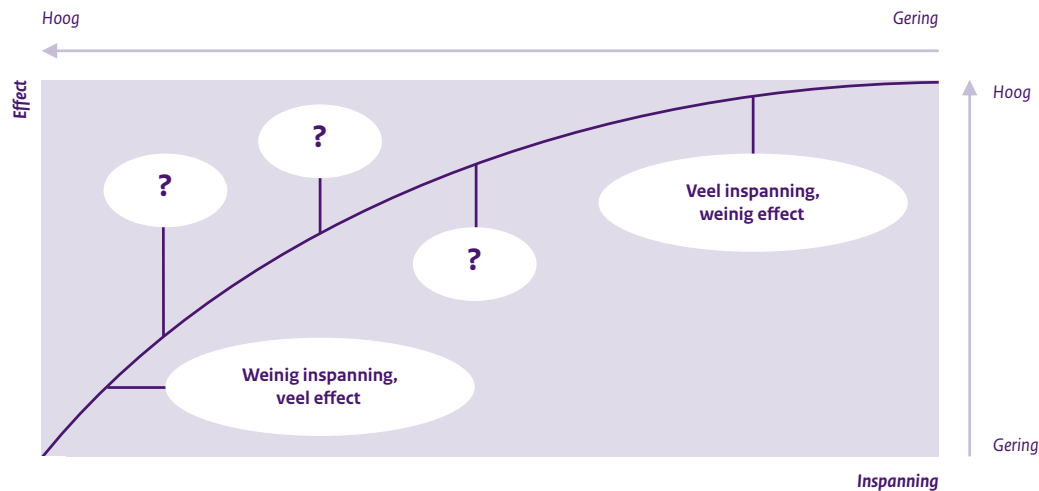 Hoog
Gering
Effect
Hoog
?
?
Veel inspanning,
weinig effect
?
Weinig inspanning,
veel effect
Gering
Inspanning